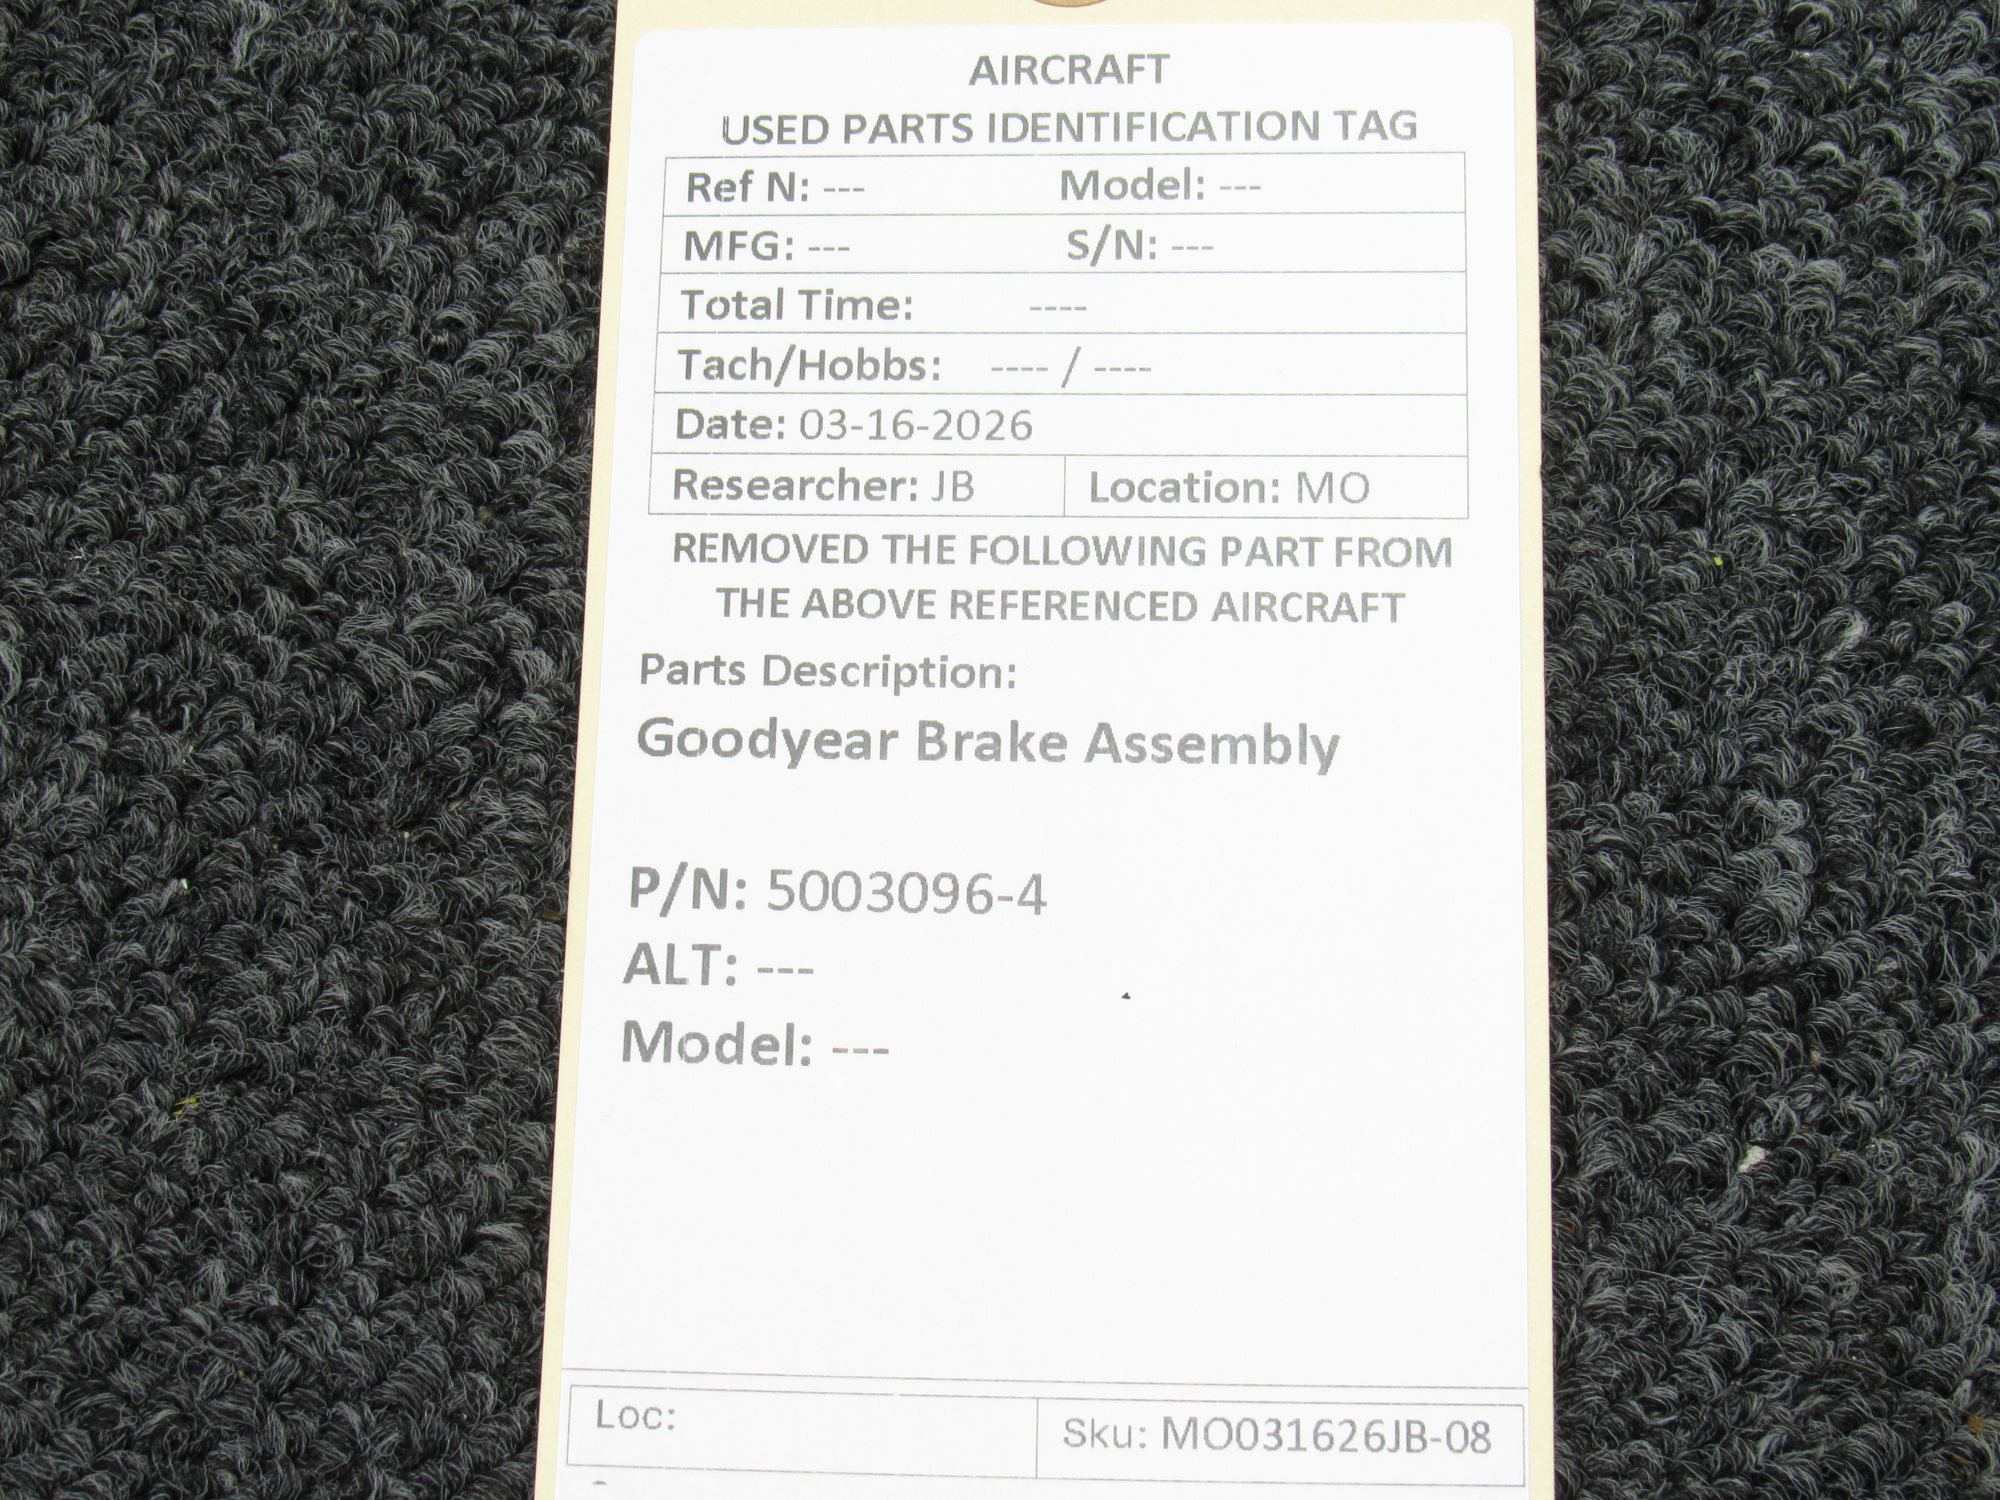 AIRCRAFT
USED PARTS IDENTIFICATION TAG
Ref N: --- Model: ---
MFG: --- S/N: ---
Total Time: ----
Tach/Hobbs: ---- / ----
Date: 03-16-2026
Researcher: JB Location: MO
REMOVED THE FOLLOWING PART FROM
THE ABOVE REFERENCED AIRCRAFT
Parts Description:
Goodyear Brake Assembly
P/N: 5003096-4
ALT: ---
Model: ---
Loc: Sku: MO031626JB-08